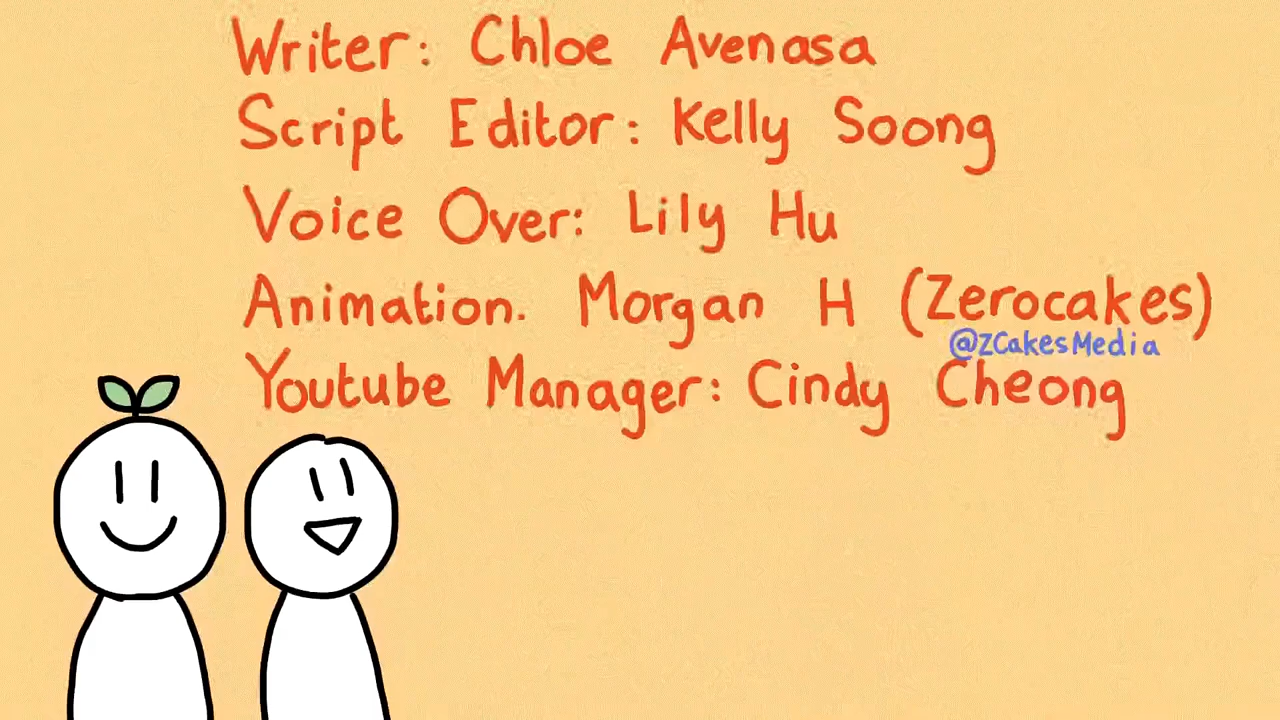 Writer: Chloe Avenasa
Script Editor: Kelly Soong
Voice Over: Lily Hu
Animation. Morgan H (Zerocakes)
@ZCakesMedia
Youtube Manager: Cindy Cheong